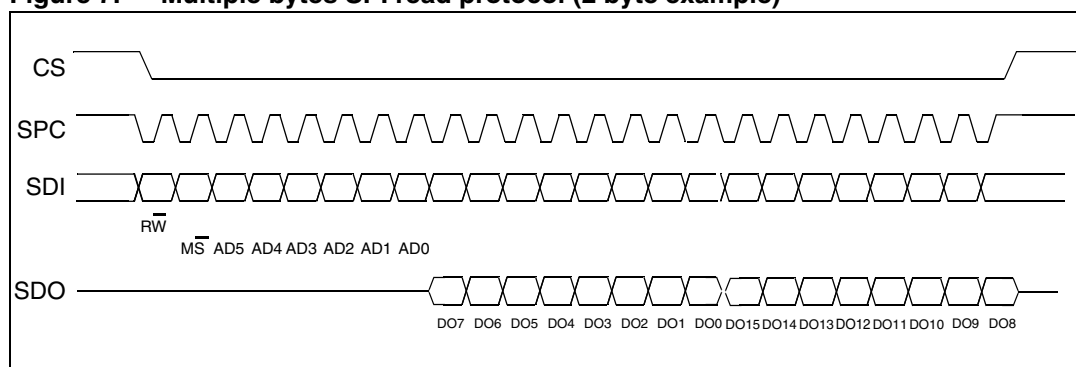 Figure 7. Multiple bytes SPI read protocol (2 byte example)
CS
SPC
SDI
RW̅
MS̅ AD5 AD4 AD3 AD2 AD1 AD0
SDO
DO7 DO6 DO5 DO4 DO3 DO2 DO1 DO0 DO15 DO14 DO13 DO12 DO11 DO10 DO9 DO8